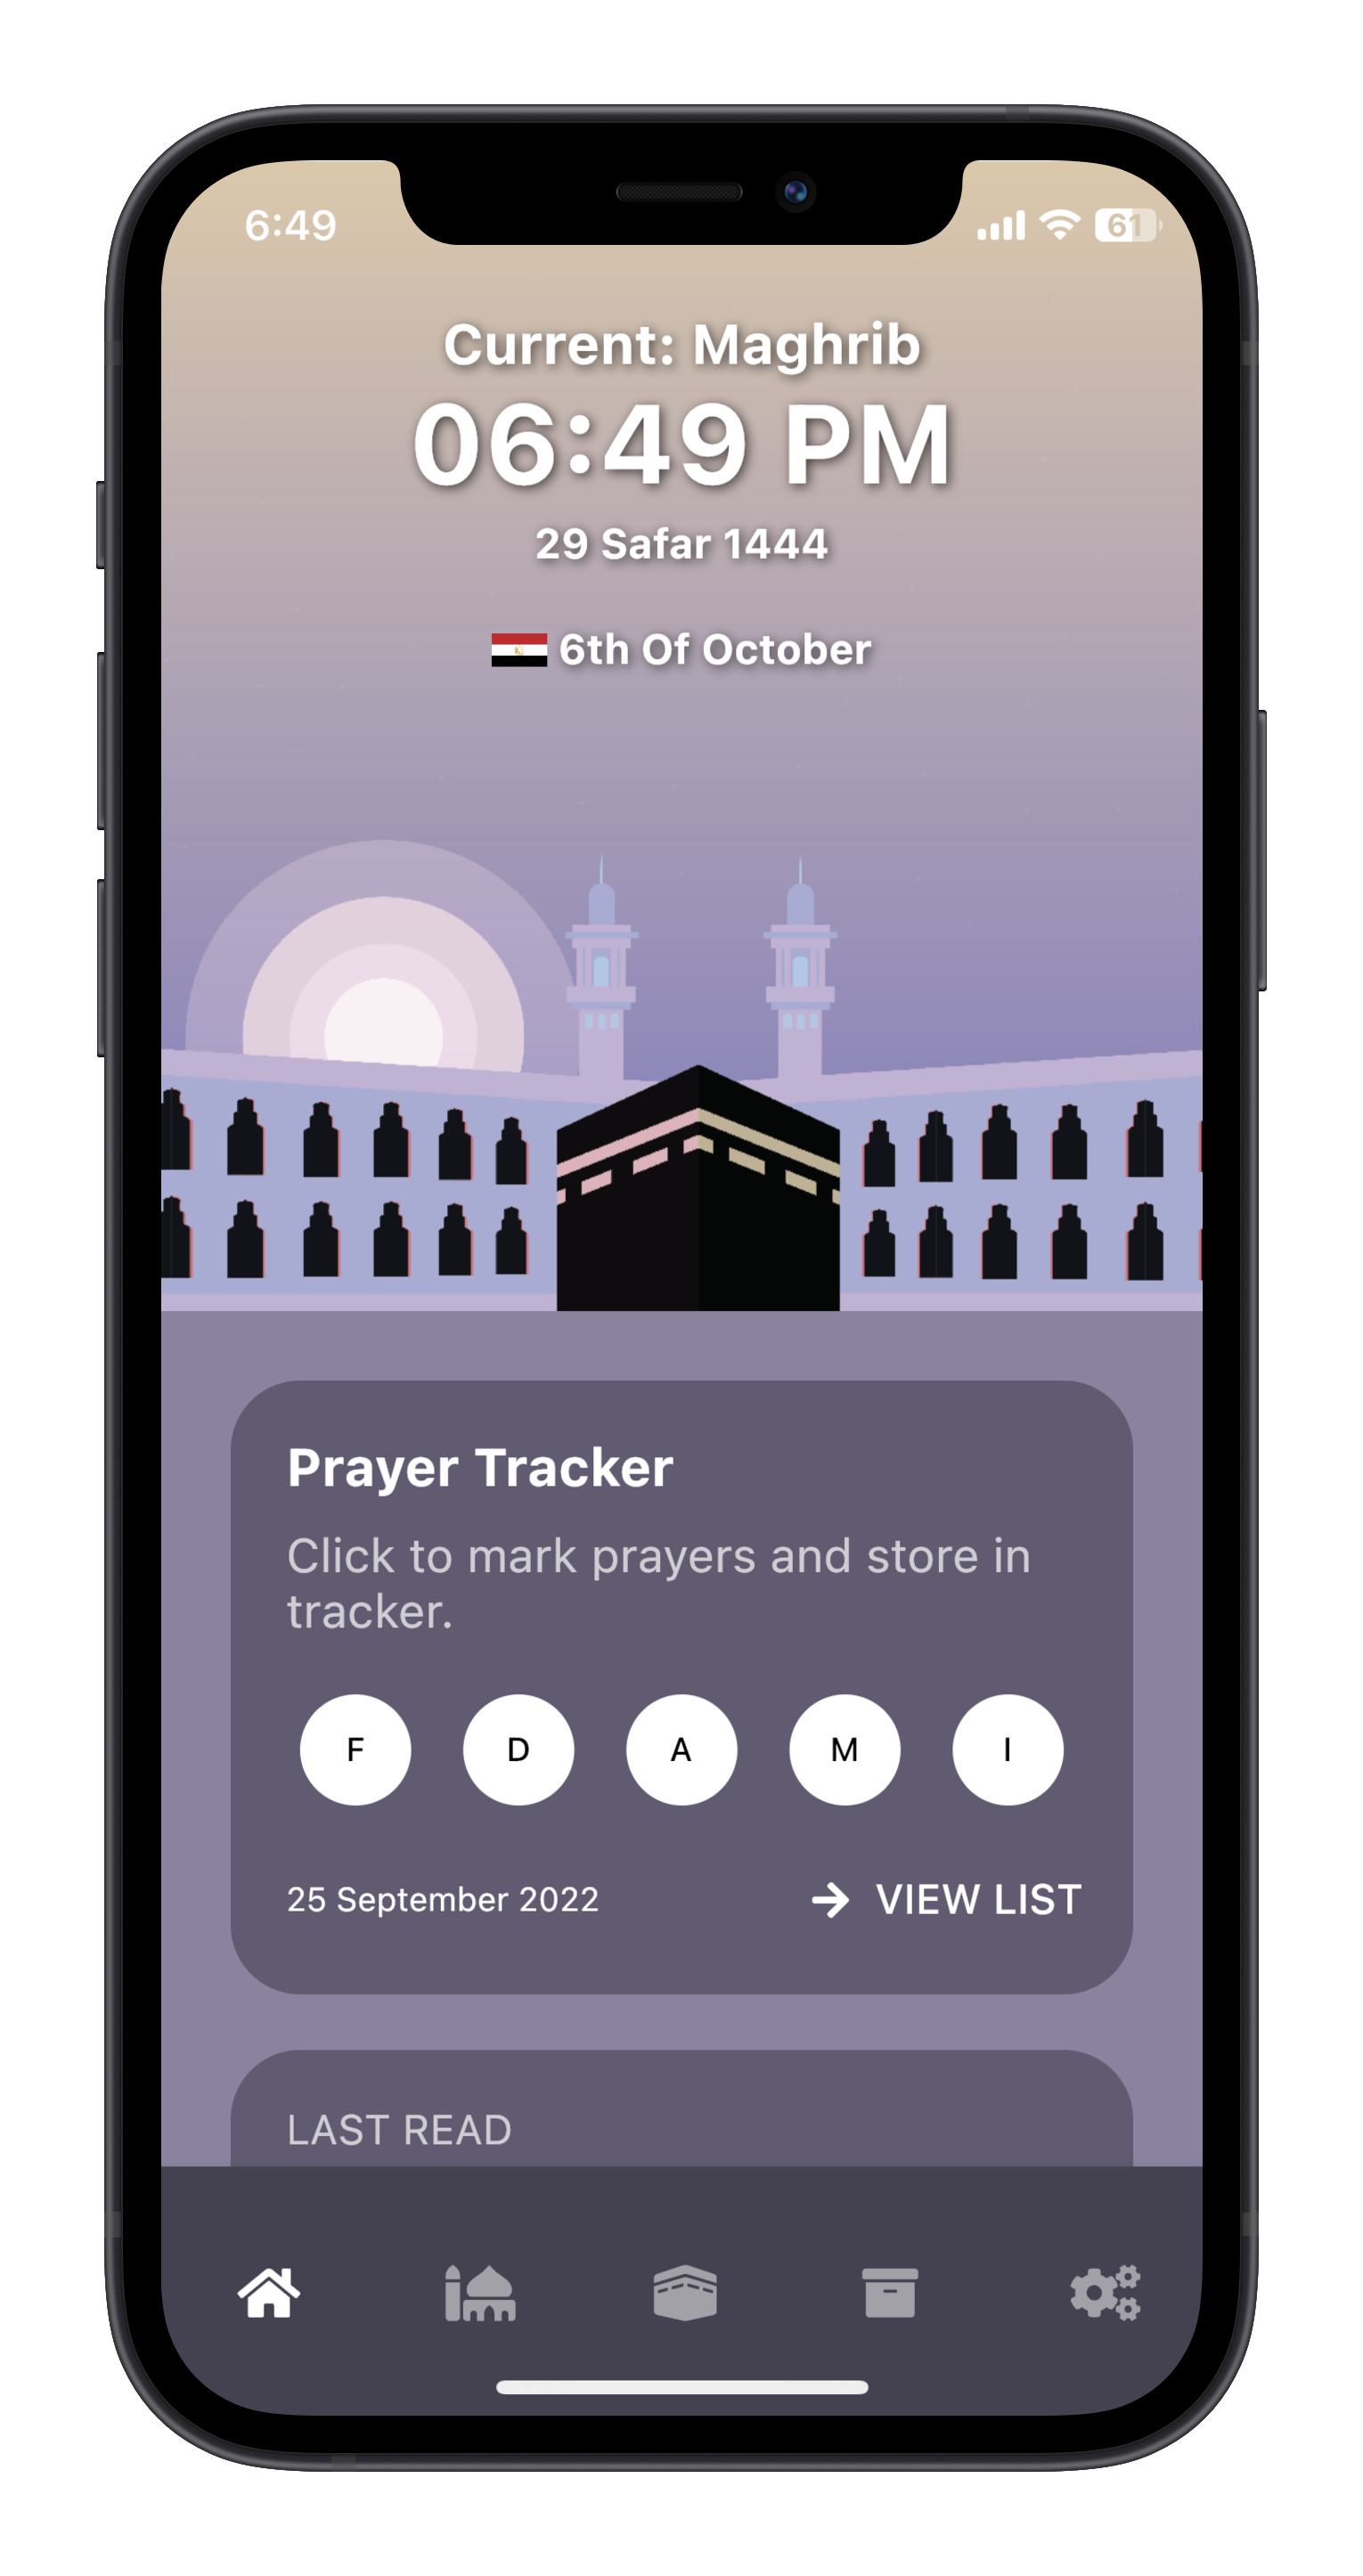 6:49
61
Current: Maghrib
06:49 PM
29 Safar 1444
6th Of October
Prayer Tracker
Click to mark prayers and store in
tracker.
F D A M I
25 September 2022
VIEW LIST
LAST READ